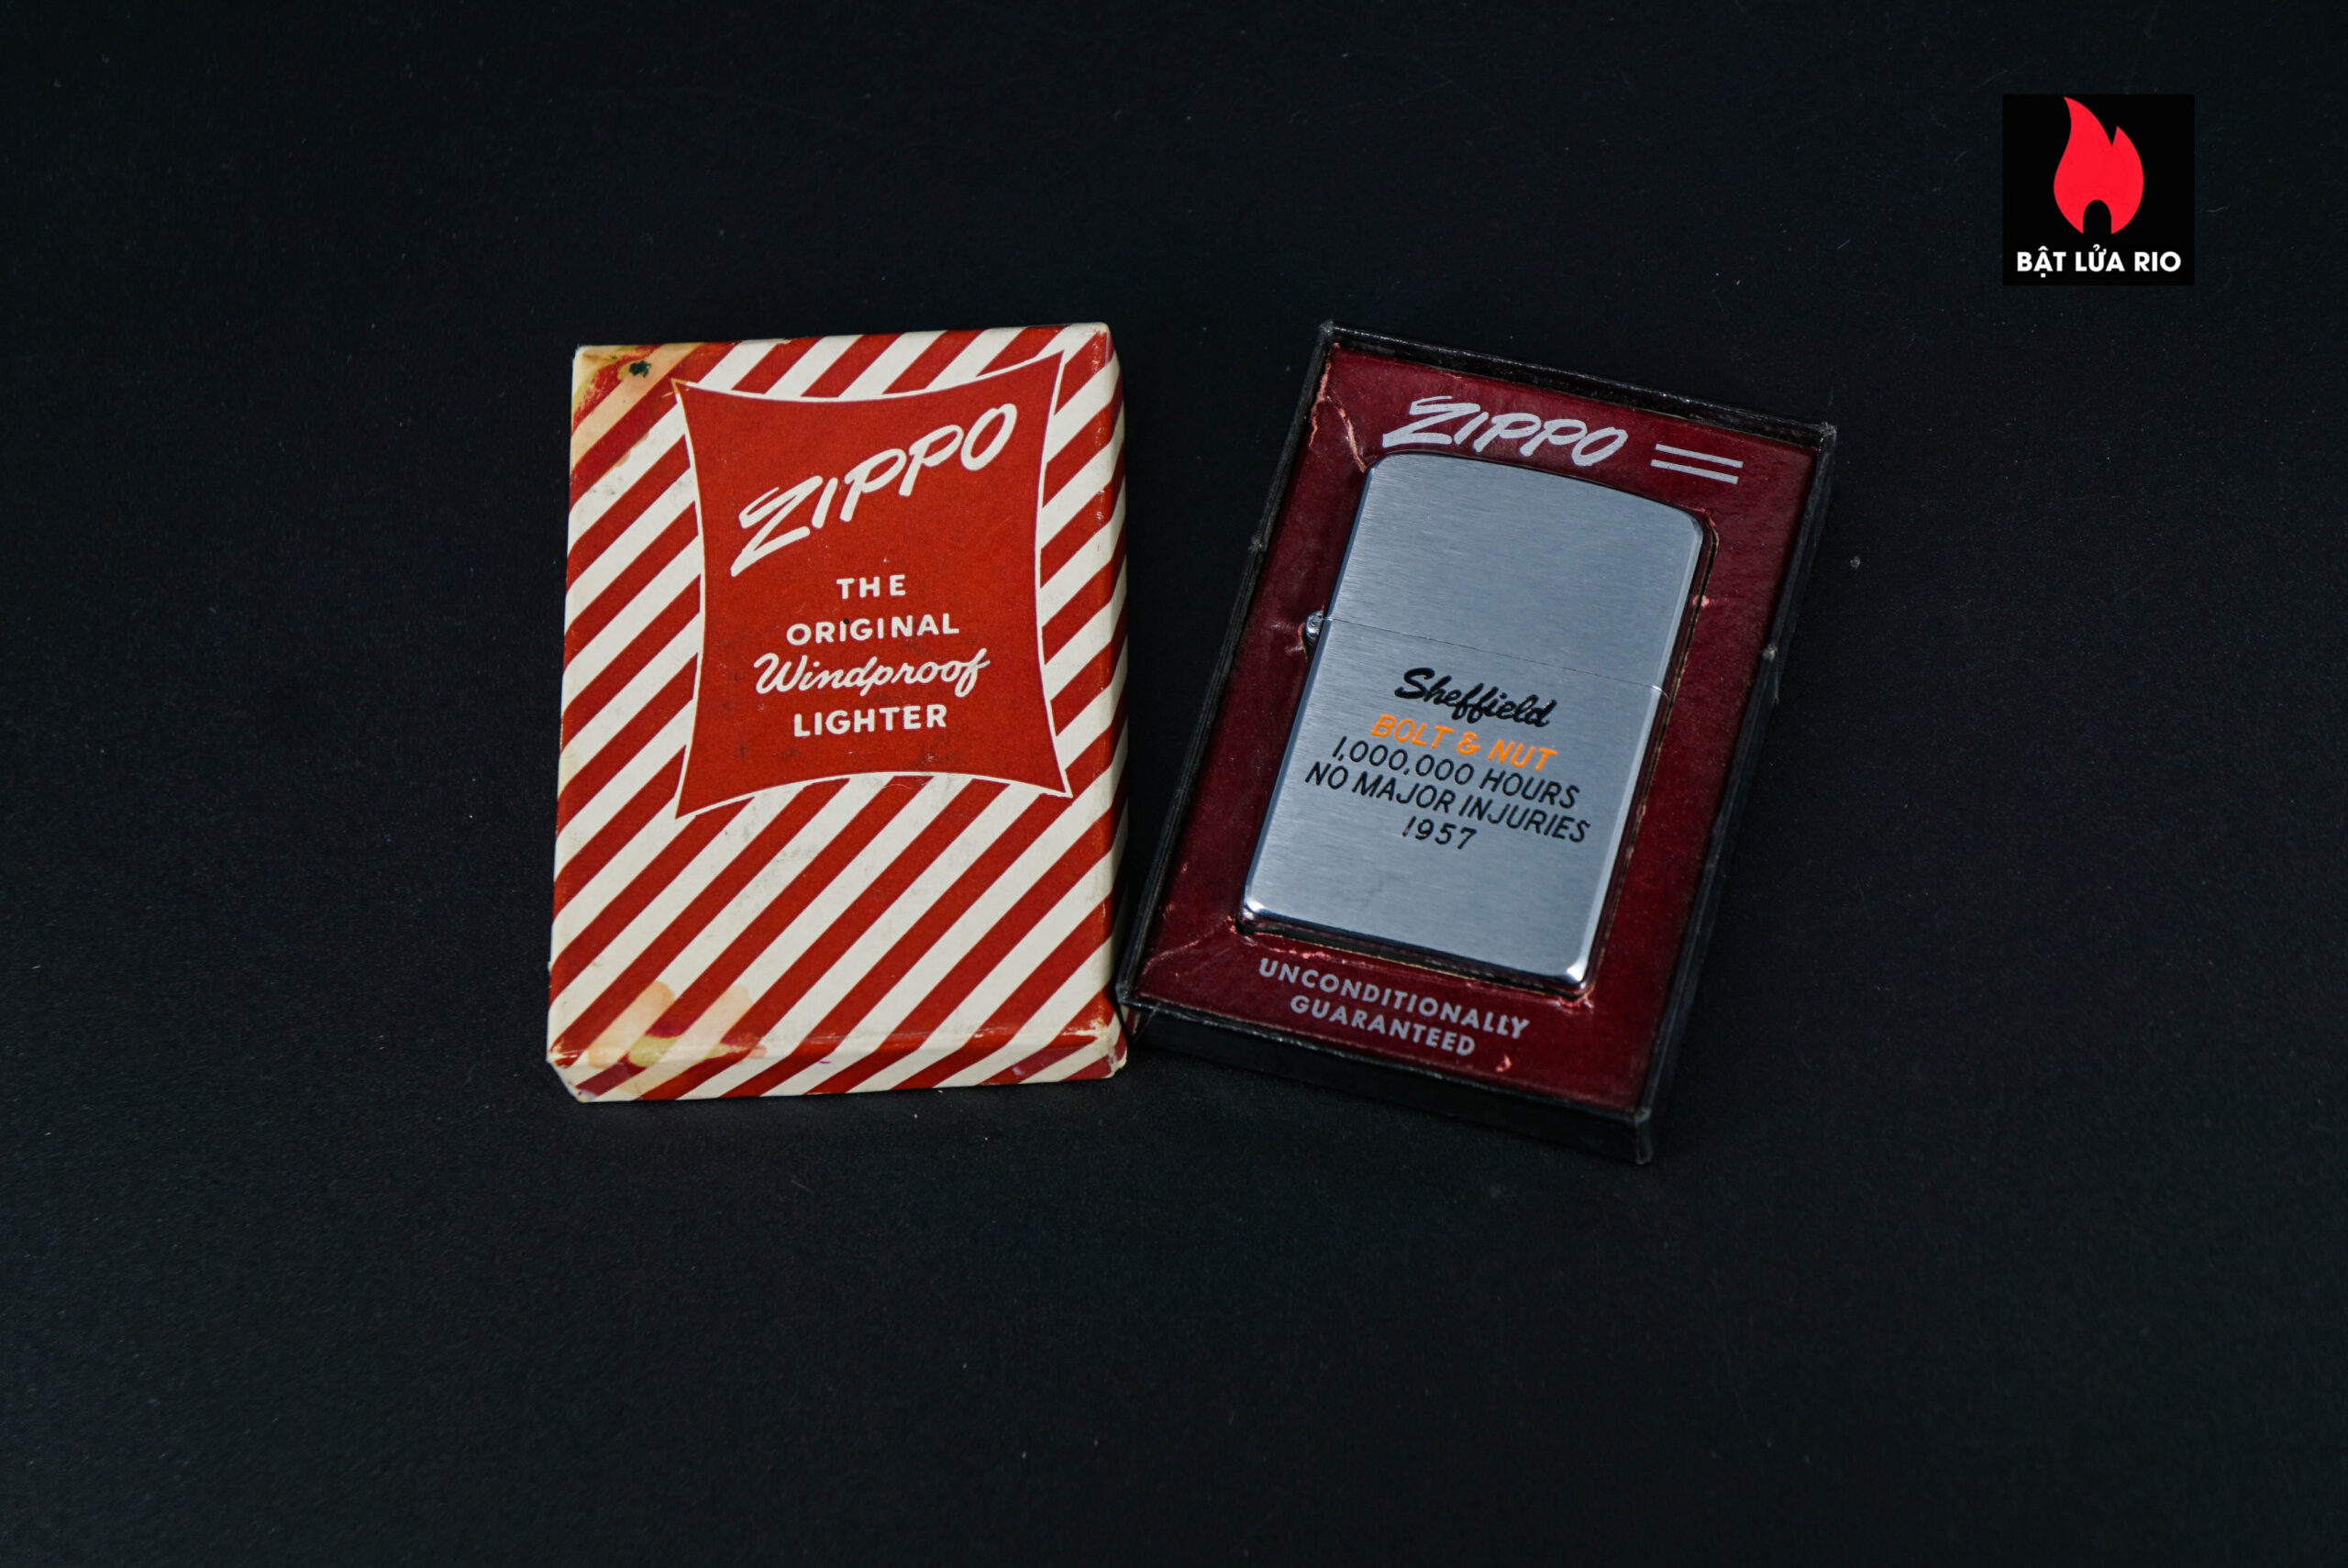 BẬT LỬA RIO
ZIPPO
THE
ORIGINAL
Windproof
LIGHTER
ZIPPO
Sheffield
BOLT & NUT
1,000,000 HOURS
NO MAJOR INJURIES
1957
UNCONDITIONALLY
GUARANTEED